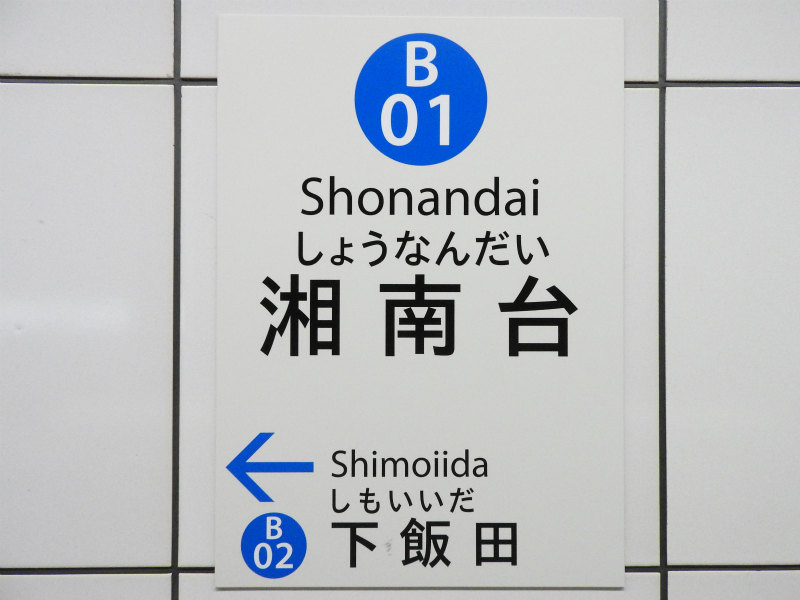 B
01
Shonandai
しょうなんだい
湘南台
Shimoiida
しもいいだ
B
02
下飯田